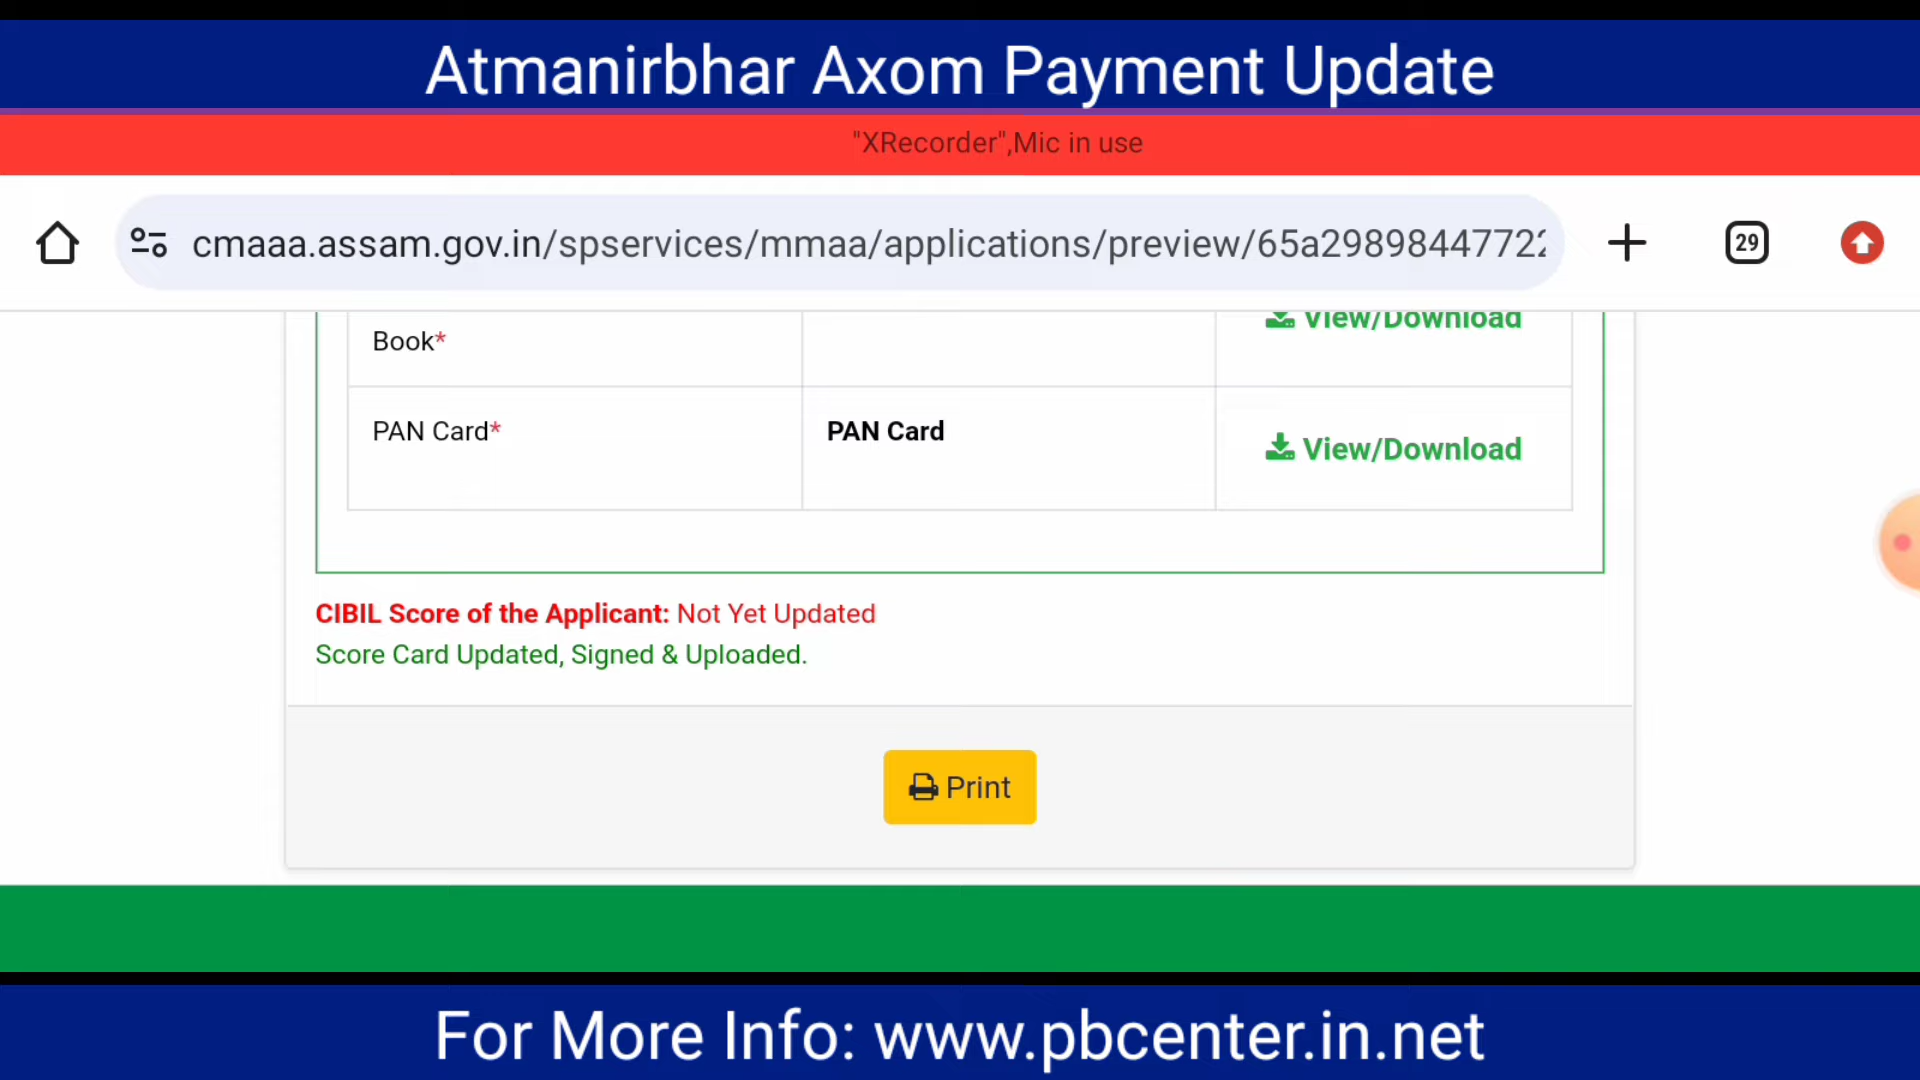 Atmanirbhar Axom Payment Update
"XRecorder",Mic in use
cmaaa.assam.gov.in/spservices/mmaa/applications/preview/65a29898447722
29
View/Download
Book*
PAN Card* PAN Card View/Download
CIBIL Score of the Applicant: Not Yet Updated
Score Card Updated, Signed & Uploaded.
Print
For More Info: www.pbcenter.in.net